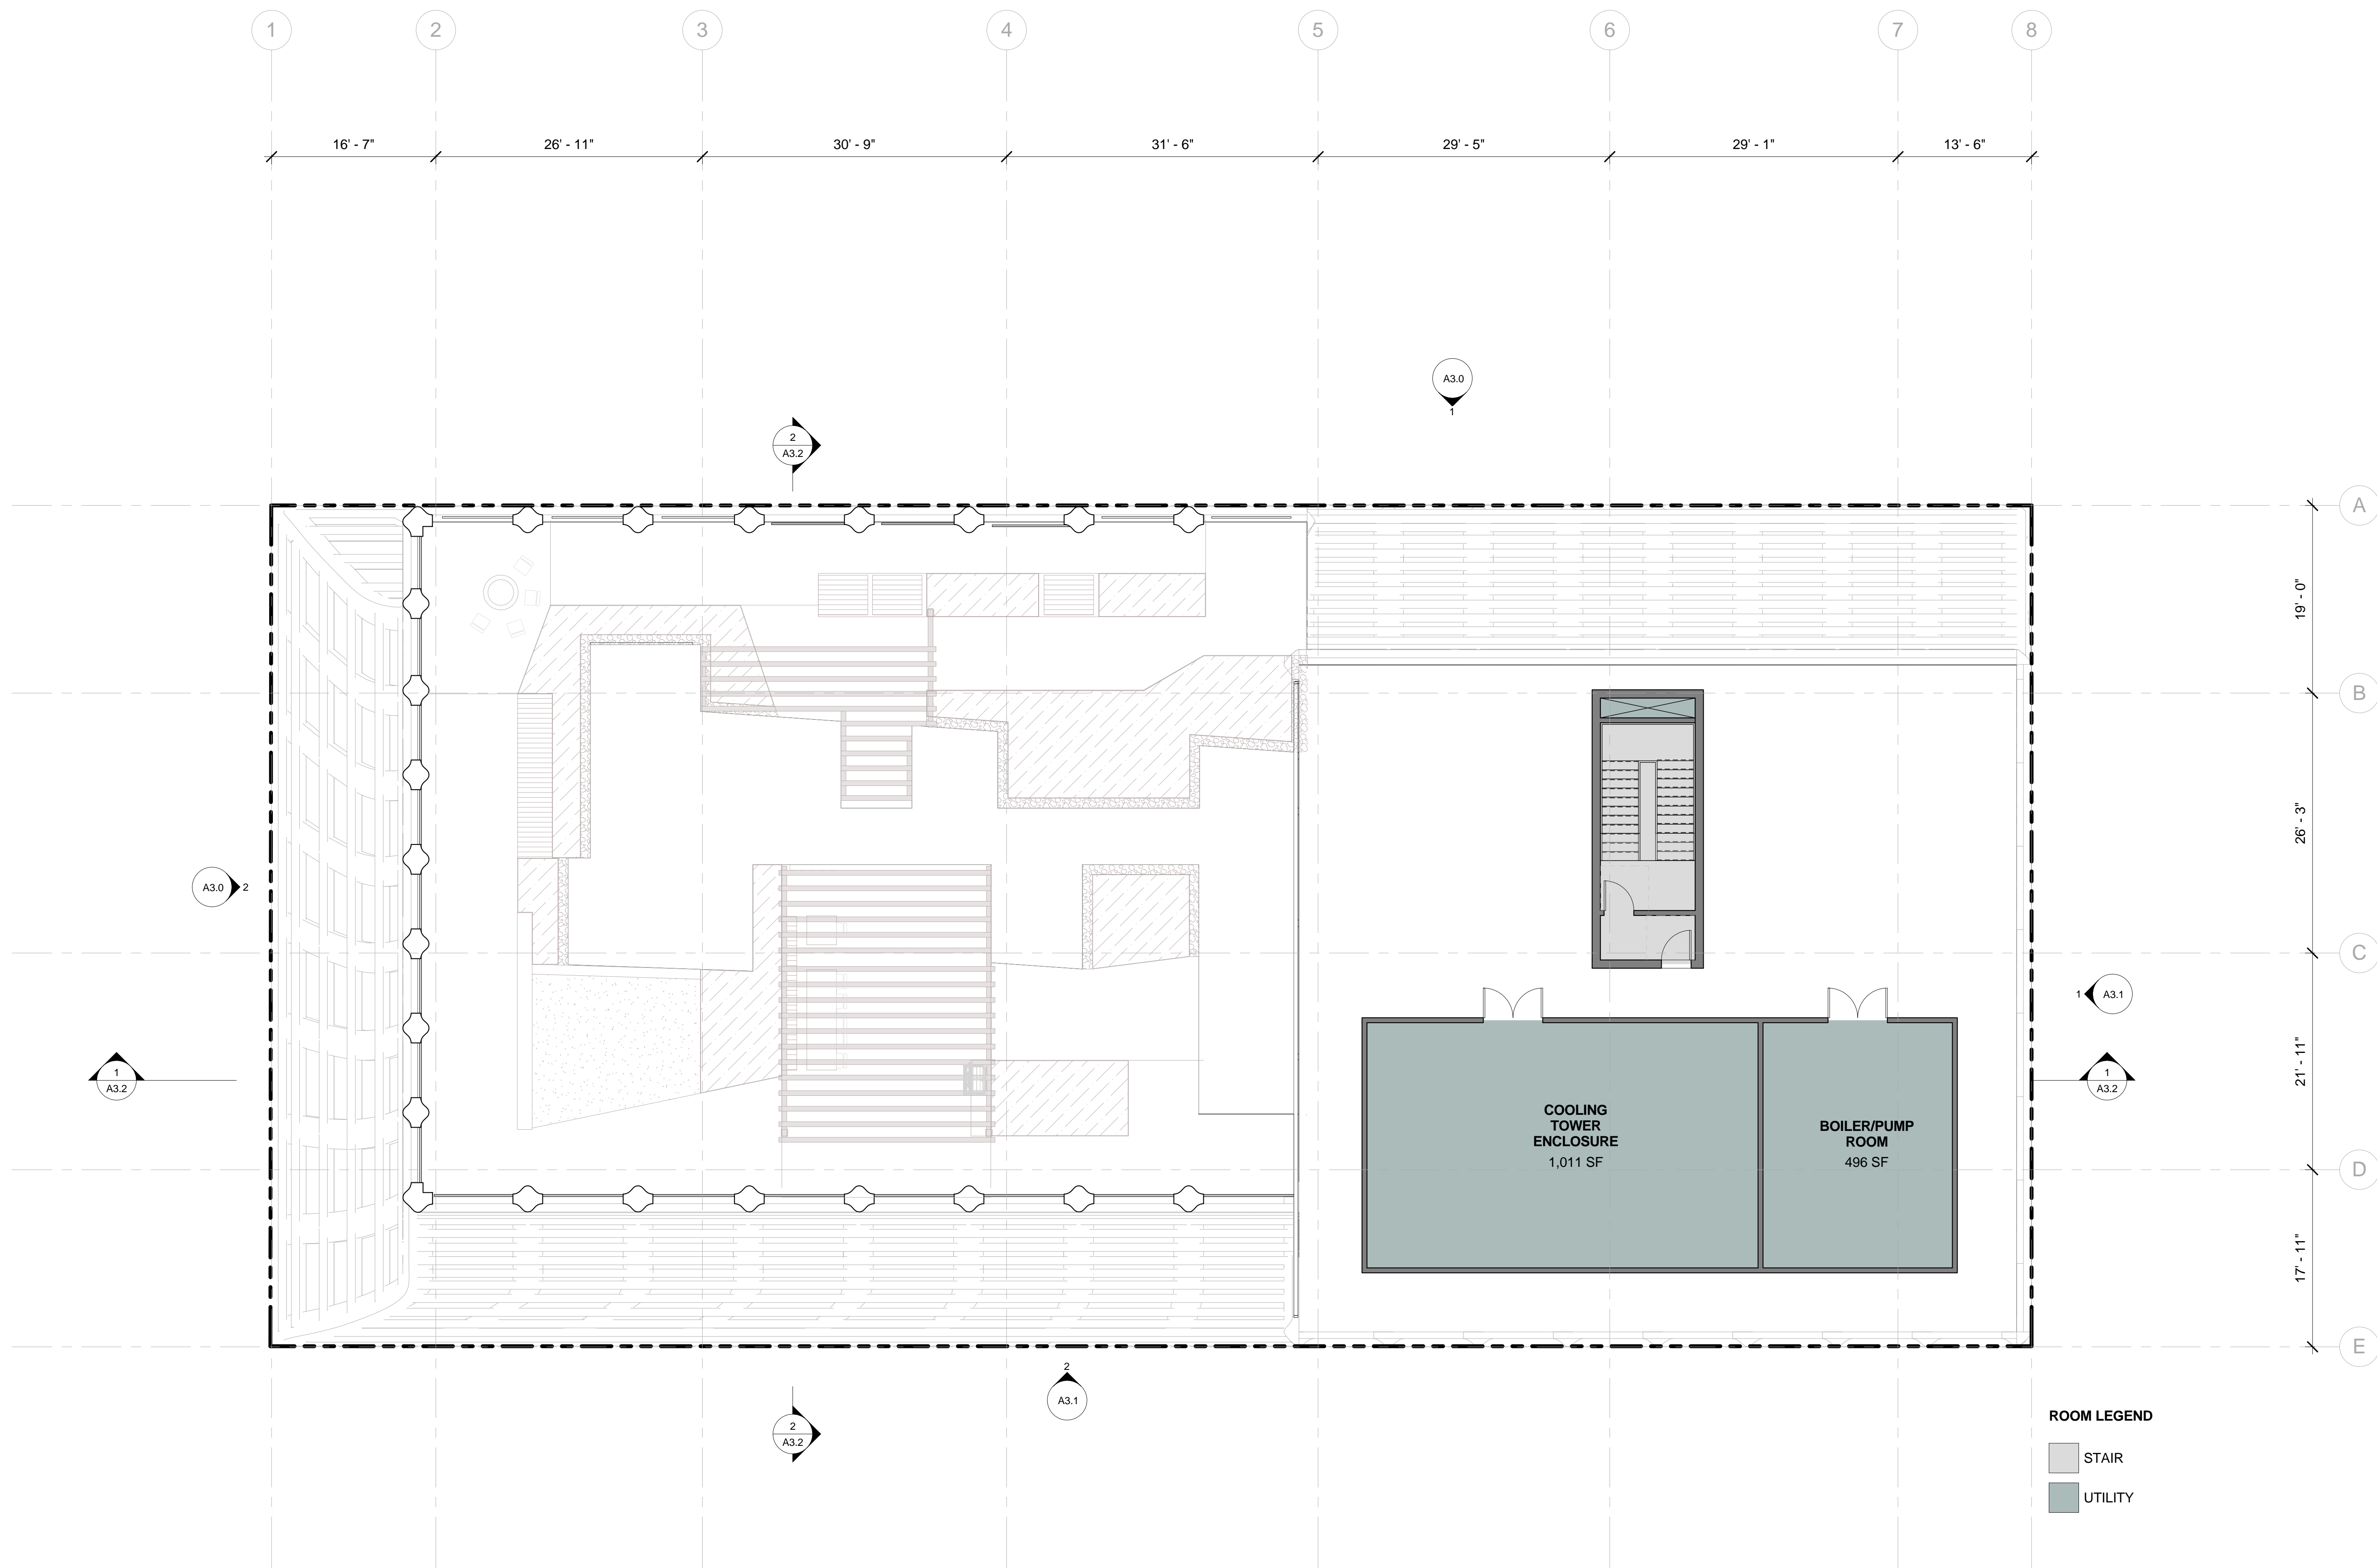 1 2 3 4 5 6 7 8
16' - 7" 26' - 11" 30' - 9" 31' - 6" 29' - 5" 29' - 1" 13' - 6"
A3.0
1
2
A3.2
A
19' - 0"
B
26' - 3"
A3.0 2
C
1 A3.1
21' - 11"
1
A3.2
1
A3.2
COOLING
TOWER
ENCLOSURE
1,011 SF
BOILER/PUMP
ROOM
496 SF
D
17' - 11"
E
2
A3.1
2
A3.2
ROOM LEGEND
STAIR
UTILITY